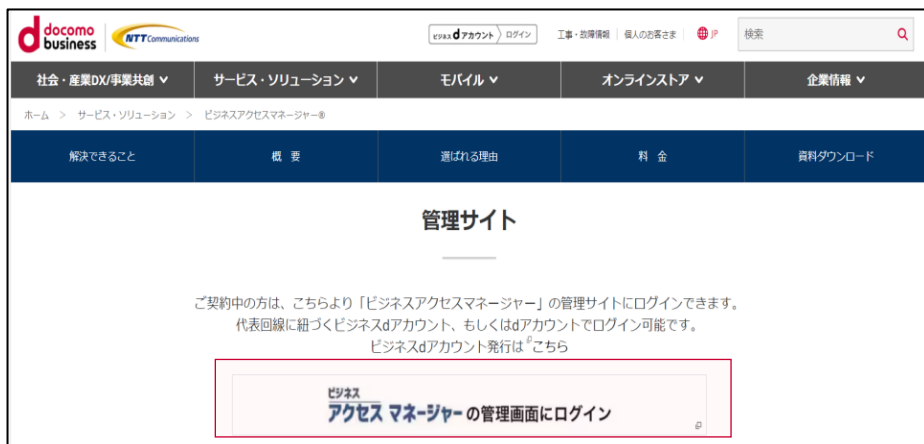 docomo business NTT Communications ビジネスdアカウント ログイン 工事・故障情報 個人のお客さま JP 検索
社会・産業DX/事業共創 サービス・ソリューション モバイル オンラインストア 企業情報
ホーム > サービス・ソリューション > ビジネスアクセスマネージャー®
解決できること 概 要 選ばれる理由 料 金 資料ダウンロード
管理サイト
ご契約中の方は、こちらより「ビジネスアクセスマネージャー」の管理サイトにログインできます。
代表回線に紐づくビジネスdアカウント、もしくはdアカウントでログイン可能です。
ビジネスdアカウント発行はこちら
ビジネス
アクセス マネージャー の管理画面にログイン